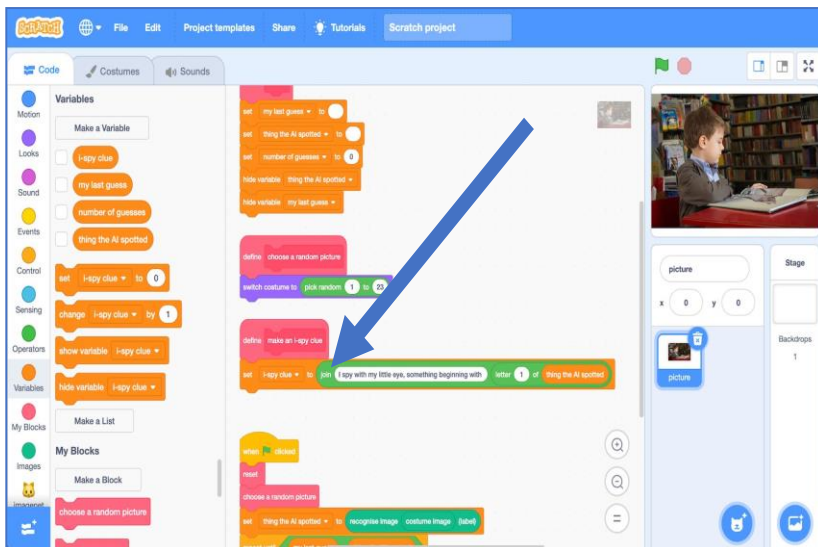 SCRATCH File Edit Project templates Share Tutorials Scratch project
Code Costumes Sounds
Motion
Looks
Sound
Events
Control
Sensing
Operators
Variables
My Blocks
Images
Imagenet
Variables
Make a Variable
i-spy clue
my last guess
number of guesses
thing the AI spotted
set i-spy clue to 0
change i-spy clue by 1
show variable i-spy clue
hide variable i-spy clue
Make a List
My Blocks
Make a Block
choose a random picture
set my last guess to
set thing the AI spotted to
set number of guesses to 0
hide variable thing the AI spotted
hide variable my last guess
define choose a random picture
switch costume to pick random 1 to 23
define make an i-spy clue
set i-spy clue to join I spy with my little eye, something beginning with letter 1 of thing the AI spotted
when clicked
reset
choose a random picture
set thing the AI spotted to recognise image costume image (label)
picture
x 0 y 0
picture
Stage
Backdrops
1